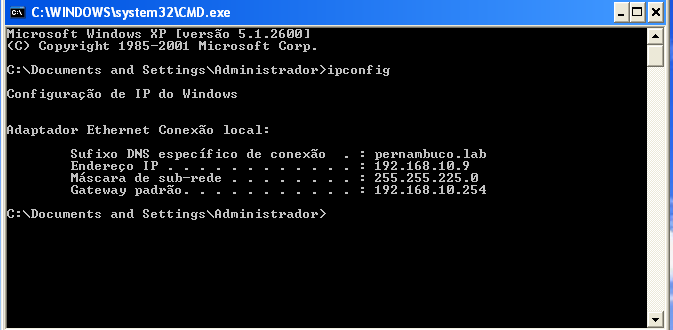 C:\WINDOWS\system32\CMD.exe
Microsoft Windows XP [versão 5.1.2600]
(C) Copyright 1985-2001 Microsoft Corp.
C:\Documents and Settings\Administrador>ipconfig
Configuração de IP do Windows
Adaptador Ethernet Conexão local:
Sufixo DNS específico de conexão . : pernambuco.lab
Endereço IP . . . . . . . . . . . . : 192.168.10.9
Máscara de sub-rede . . . . . . . . : 255.255.225.0
Gateway padrão. . . . . . . . . . . : 192.168.10.254
C:\Documents and Settings\Administrador>